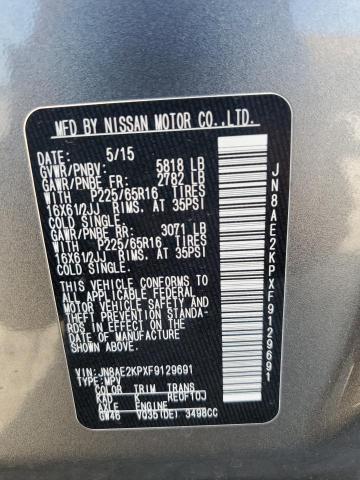 MFD BY NISSAN MOTOR CO.,LTD.
5/15
GVWR/PNBV: 5818 LB
GAWR/PNBE FR: 2782 LB
WITH P225/65R16 TIRES
16X61/2JJ RIMS. AT 35PSI
COLD SINGLE.
GAWR/PNBE RR: 3071 LB
WITH P225/65R16 TIRES
16X61/2JJ RIMS. AT 35PSI
COLD SINGLE.
THIS VEHICLE CONFORMS TO ALL
APPLICABLE FEDERAL
MOTOR VEHICLE SAFETY AND
THEFT PREVENTION STANDA-
RDS IN EFFECT ON THE
DATE OF MANUFACTURE
SHOWN ABOVE.
VIN: JN8AE2KPXF9129691
TYPE: MPV
COLOR TRIM TRANS
KAD K RE0F10J
AXLE ENGINE
GW46 VQ35(DE) 3498CC
JN8AE2KPXF9129691